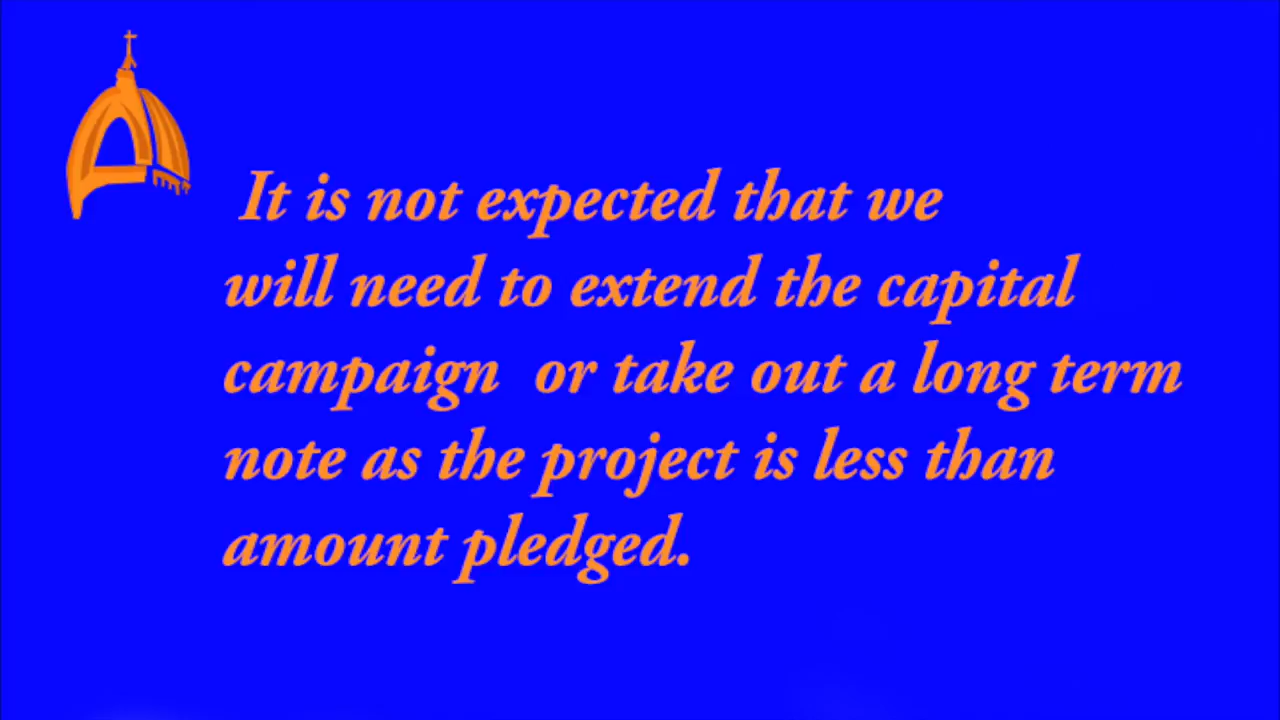 It is not expected that we
will need to extend the capital
campaign or take out a long term
note as the project is less than
amount pledged.